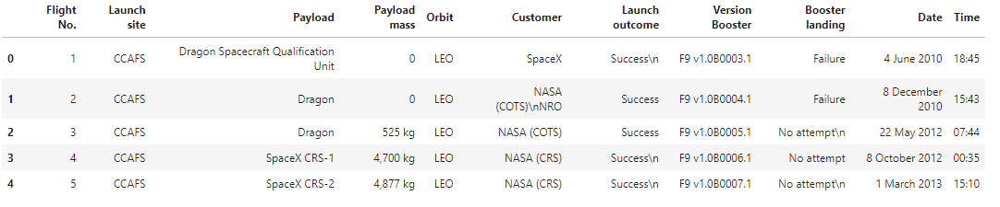 Flight No. Launch site Payload Payload mass Orbit Customer Launch outcome Version Booster Booster landing Date Time
0 1 CCAFS Dragon Spacecraft Qualification Unit 0 LEO SpaceX Success\n F9 v1.0B0003.1 Failure 4 June 2010 18:45
1 2 CCAFS Dragon 0 LEO NASA (COTS)\nNRO Success F9 v1.0B0004.1 Failure 8 December 2010 15:43
2 3 CCAFS Dragon 525 kg LEO NASA (COTS) Success F9 v1.0B0005.1 No attempt\n 22 May 2012 07:44
3 4 CCAFS SpaceX CRS-1 4,700 kg LEO NASA (CRS) Success\n F9 v1.0B0006.1 No attempt 8 October 2012 00:35
4 5 CCAFS SpaceX CRS-2 4,877 kg LEO NASA (CRS) Success\n F9 v1.0B0007.1 No attempt\n 1 March 2013 15:10